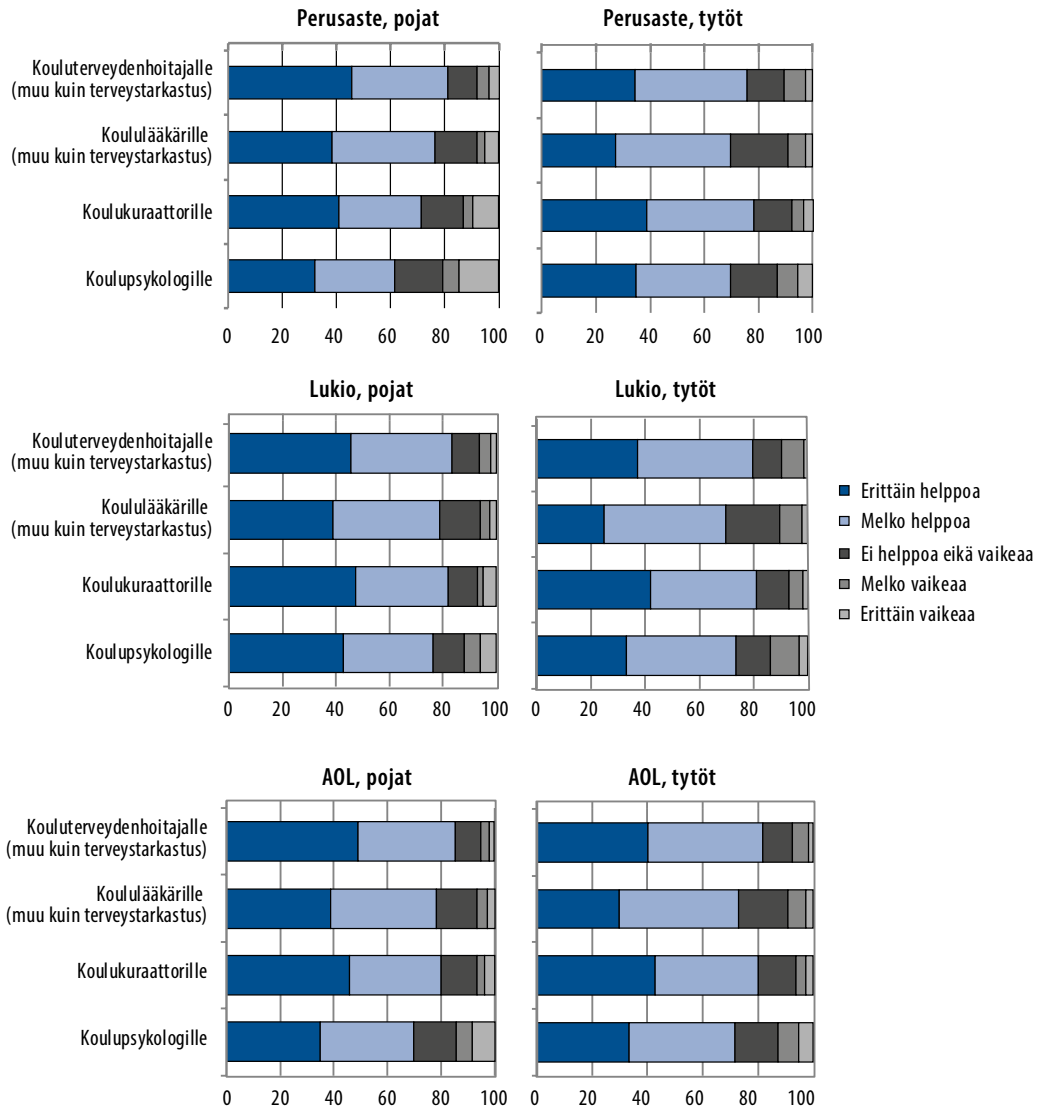 Perusaste, pojat
Perusaste, tytöt
Kouluterveydenhoitajalle
(muu kuin terveystarkastus)
Koululääkärille
(muu kuin terveystarkastus)
Koulukuraattorille
Koulupsykologille
0 20 40 60 80 100
0 20 40 60 80 100
Lukio, pojat
Lukio, tytöt
Kouluterveydenhoitajalle
(muu kuin terveystarkastus)
Koululääkärille
(muu kuin terveystarkastus)
Koulukuraattorille
Koulupsykologille
0 20 40 60 80 100
0 20 40 60 80 100
Erittäin helppoa
Melko helppoa
Ei helppoa eikä vaikeaa
Melko vaikeaa
Erittäin vaikeaa
AOL, pojat
AOL, tytöt
Kouluterveydenhoitajalle
(muu kuin terveystarkastus)
Koululääkärille
(muu kuin terveystarkastus)
Koulukuraattorille
Koulupsykologille
0 20 40 60 80 100
0 20 40 60 80 100